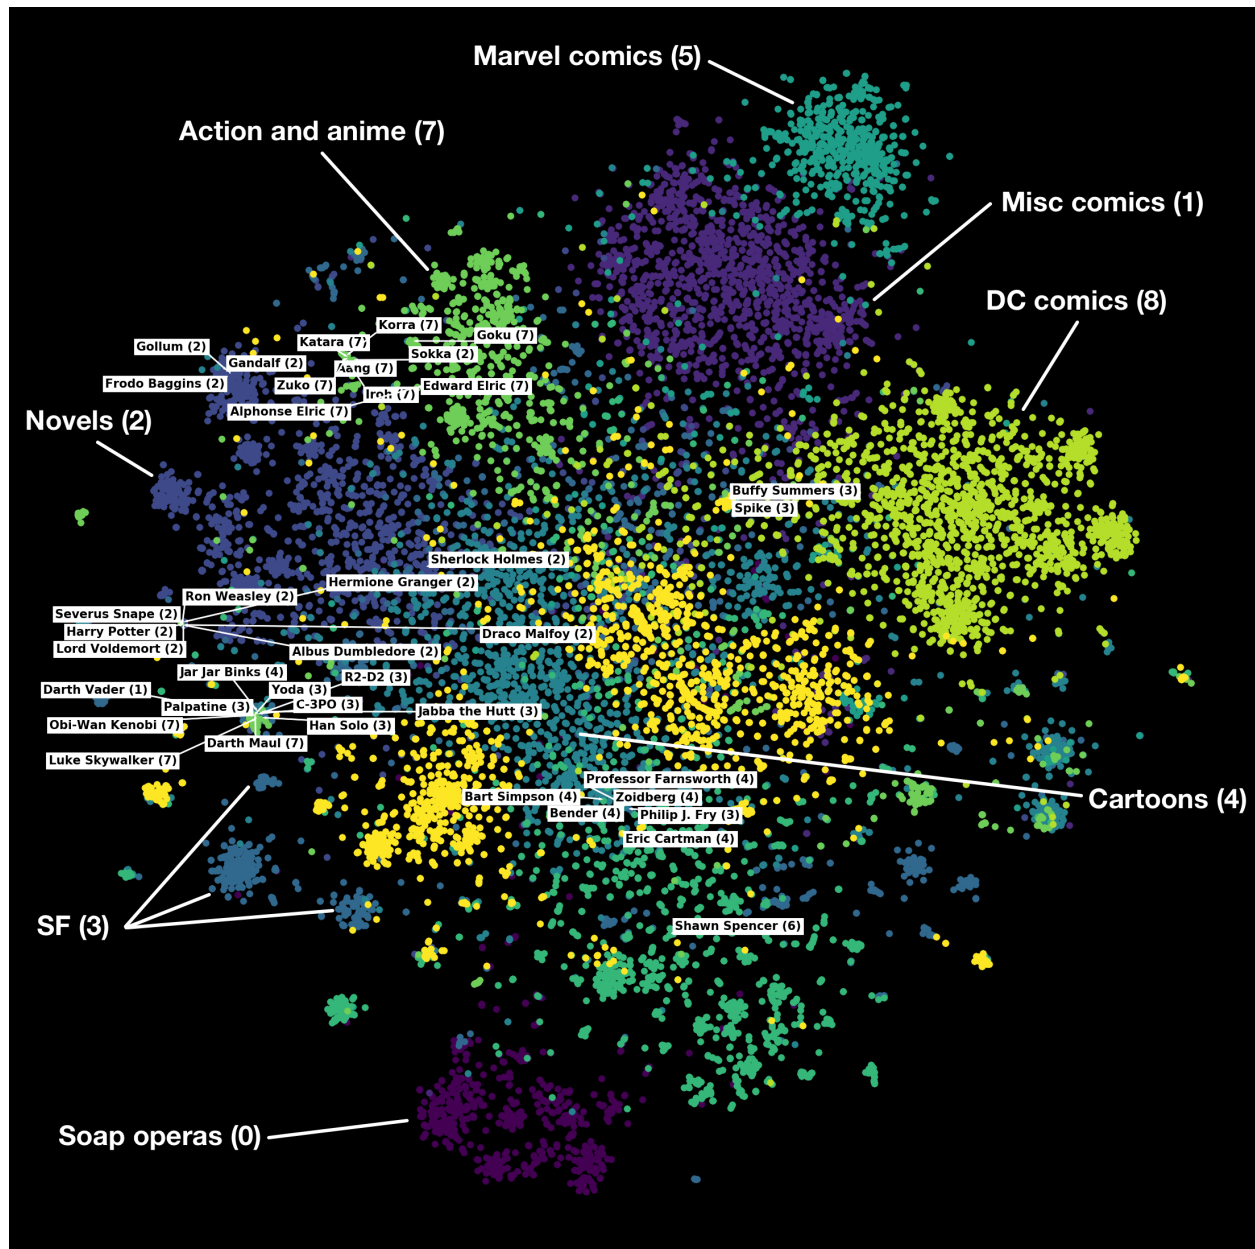 Marvel comics (5)
Action and anime (7)
Misc comics (1)
DC comics (8)
Korra (7)
Goku (7)
Katara (7)
Gollum (2)
Sokka (2)
Gandalf (2)
Aang (7)
Frodo Baggins (2)
Zuko (7)
Edward Elric (7)
Iroh (7)
Alphonse Elric (7)
Novels (2)
Buffy Summers (3)
Spike (3)
Sherlock Holmes (2)
Hermione Granger (2)
Ron Weasley (2)
Severus Snape (2)
Harry Potter (2)
Draco Malfoy (2)
Lord Voldemort (2)
Albus Dumbledore (2)
Jar Jar Binks (4)
R2-D2 (3)
Darth Vader (1)
Yoda (3)
C-3PO (3)
Palpatine (3)
Jabba the Hutt (3)
Obi-Wan Kenobi (7)
Han Solo (3)
Darth Maul (7)
Luke Skywalker (7)
Professor Farnsworth (4)
Bart Simpson (4)
Zoidberg (4)
Cartoons (4)
Bender (4)
Philip J. Fry (3)
Eric Cartman (4)
SF (3)
Shawn Spencer (6)
Soap operas (0)